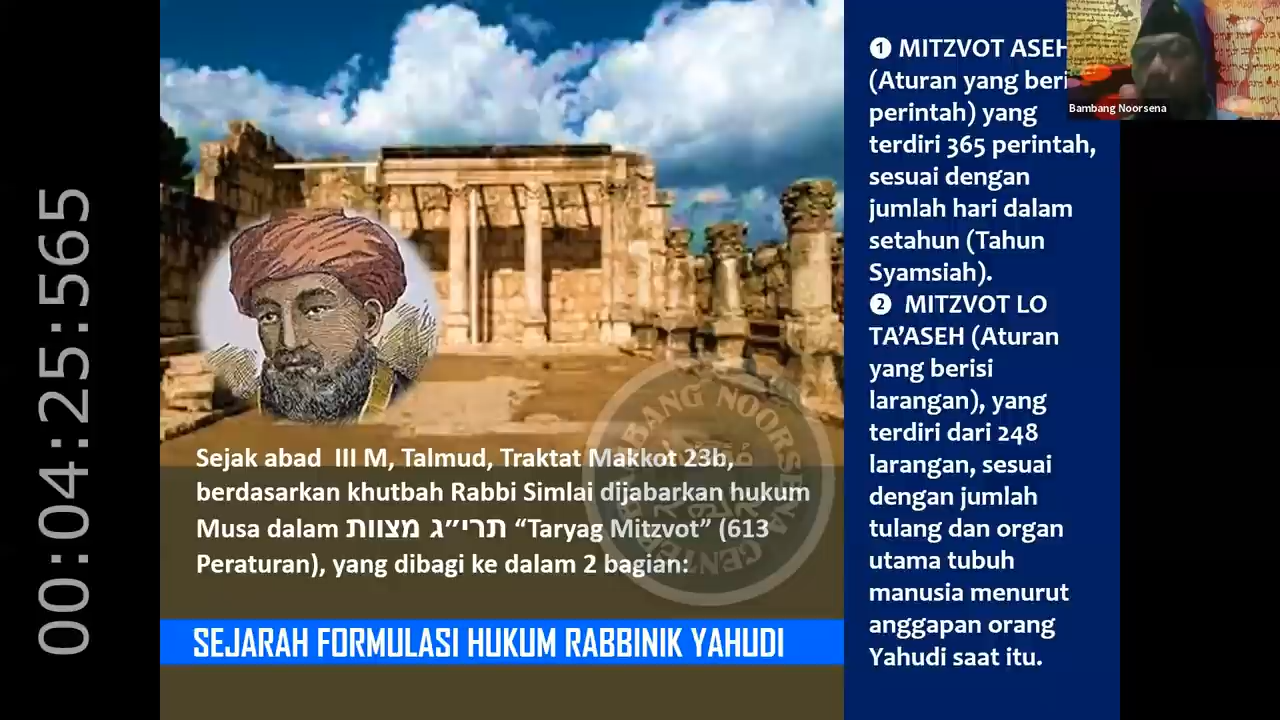 00:04:25:565
Sejak abad III M, Talmud, Traktat Makkot 23b,
berdasarkan khutbah Rabbi Simlai dijabarkan hukum
Musa dalam תרי״ג מצוות “Taryag Mitzvot” (613
Peraturan), yang dibagi ke dalam 2 bagian:
SEJARAH FORMULASI HUKUM RABBINIK YAHUDI
❶ MITZVOT ASEH
(Aturan yang beri
perintah) yang
terdiri 365 perintah,
sesuai dengan
jumlah hari dalam
setahun (Tahun
Syamsiah).
❷ MITZVOT LO
TA’ASEH (Aturan
yang berisi
larangan), yang
terdiri dari 248
larangan, sesuai
dengan jumlah
tulang dan organ
utama tubuh
manusia menurut
anggapan orang
Yahudi saat itu.
Bambang Noorsena
BAMBANG NOORSENA CENTER